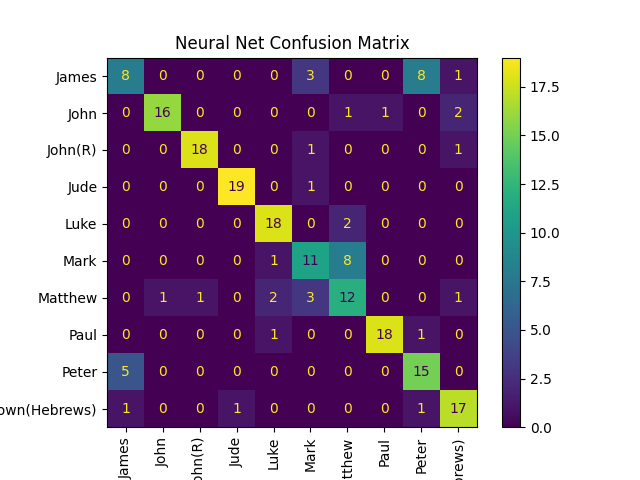 Neural Net Confusion Matrix
James 8 0 0 0 0 3 0 0 8 1
John 0 16 0 0 0 0 1 1 0 2
John(R) 0 0 18 0 0 1 0 0 0 1
Jude 0 0 0 19 0 1 0 0 0 0
Luke 0 0 0 0 18 0 2 0 0 0
Mark 0 0 0 0 1 11 8 0 0 0
Matthew 0 1 1 0 2 3 12 0 0 1
Paul 0 0 0 0 1 0 0 18 1 0
Peter 5 0 0 0 0 0 0 0 15 0
own(Hebrews) 1 0 0 1 0 0 0 0 1 17
James John ohn(R) Jude Luke Mark tthew Paul Peter brews)
17.5
15.0
12.5
10.0
7.5
5.0
2.5
0.0